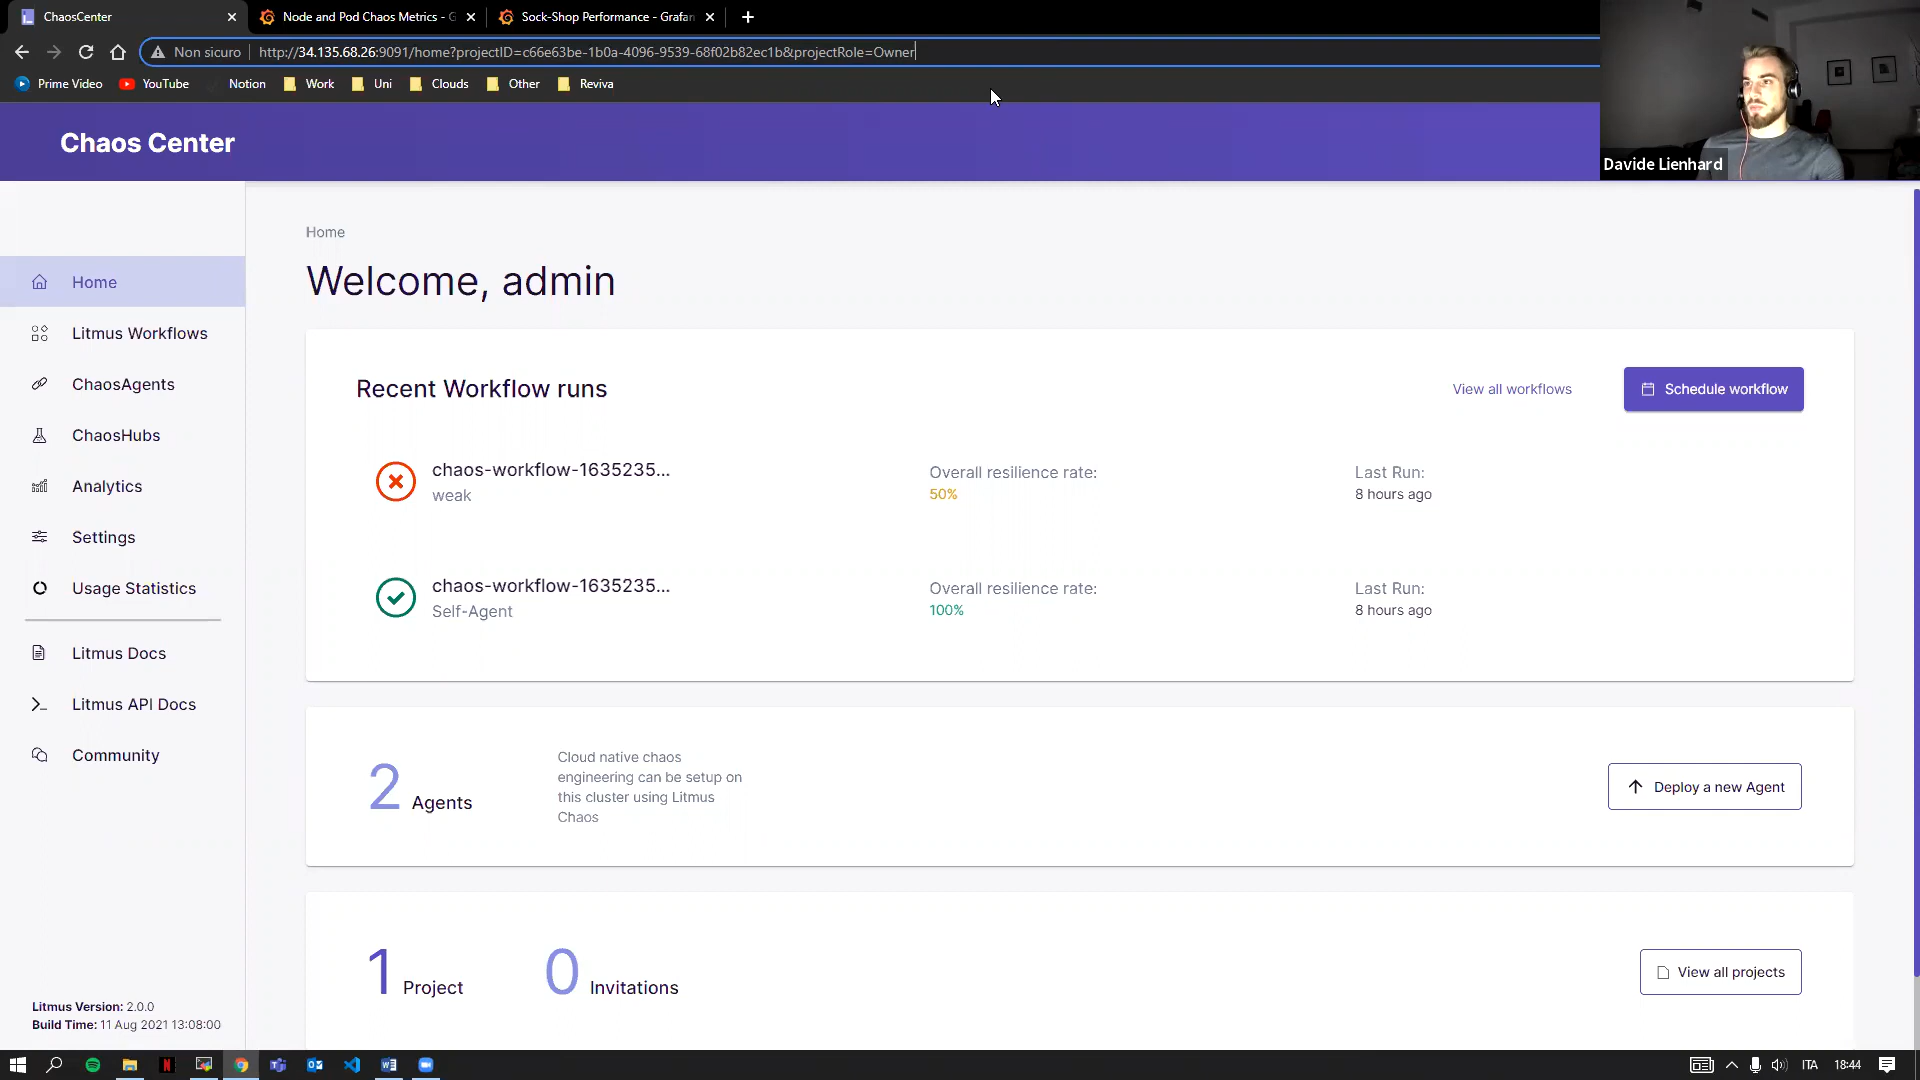 ChaosCenter
Node and Pod Chaos Metrics - G
Sock-Shop Performance - Grafan
Non sicuro
http://34.135.68.26:9091/home?projectID=c66e63be-1b0a-4096-9539-68f02b82ec1b&projectRole=Owner
Prime Video
YouTube
Notion
Work
Uni
Clouds
Other
Reviva
Davide Lienhard
Chaos Center
Home
Litmus Workflows
ChaosAgents
ChaosHubs
Analytics
Settings
Usage Statistics
Litmus Docs
Litmus API Docs
Community
Litmus Version: 2.0.0
Build Time: 11 Aug 2021 13:08:00
Home
Welcome, admin
Recent Workflow runs
View all workflows
Schedule workflow
chaos-workflow-1635235...
weak
Overall resilience rate:
50%
Last Run:
8 hours ago
chaos-workflow-1635235...
Self-Agent
Overall resilience rate:
100%
Last Run:
8 hours ago
2 Agents
Cloud native chaos
engineering can be setup on
this cluster using Litmus
Chaos
Deploy a new Agent
1 Project
0 Invitations
View all projects
ITA
18:44